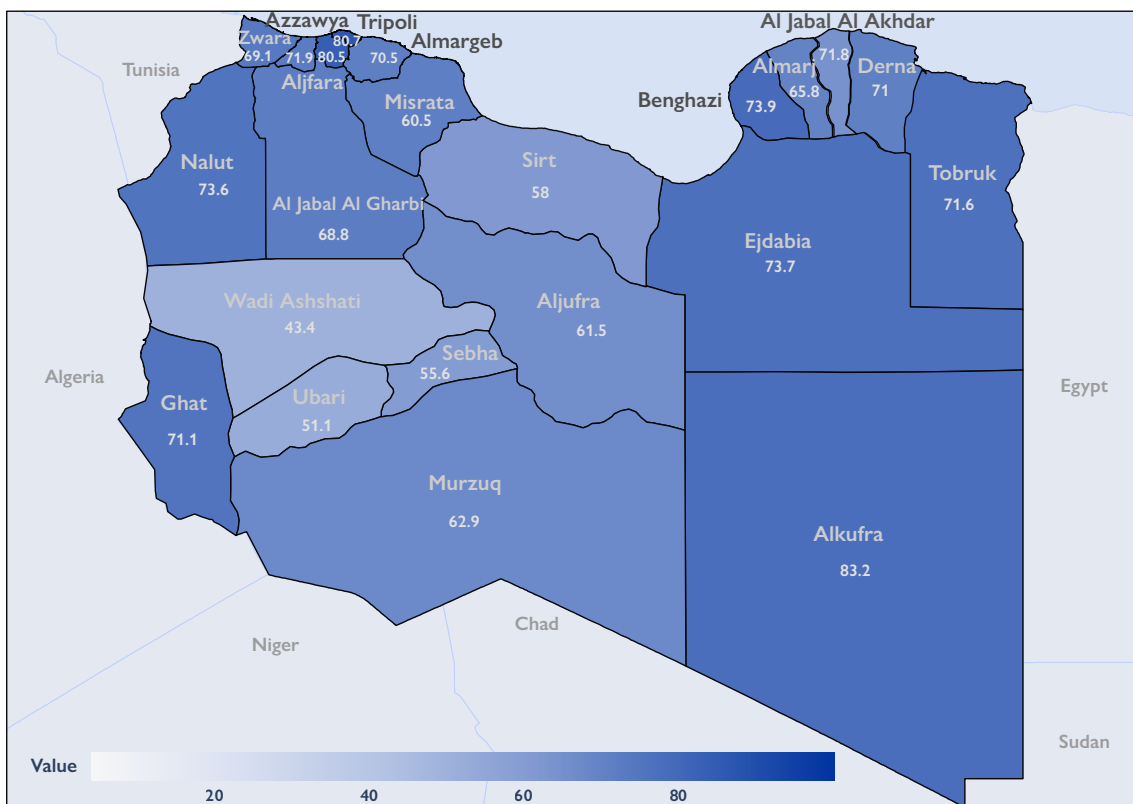 Azzawya
Tripoli
Al Jabal Al Akhdar
Zwara
80.7
Almargeb
69.1
71.9
80.5
70.5
71.8
Almarj
Derna
Tunisia
Aljfara
65.8
71
Misrata
60.5
Benghazi
73.9
Nalut
73.6
Sirt
58
Tobruk
71.6
Al Jabal Al Gharbi
68.8
Ejdabia
73.7
Wadi Ashshati
43.4
Aljufra
61.5
Sebha
55.6
Algeria
Ghat
71.1
Ubari
51.1
Egypt
Murzuq
62.9
Alkufra
83.2
Chad
Niger
Sudan
Value
20 40 60 80